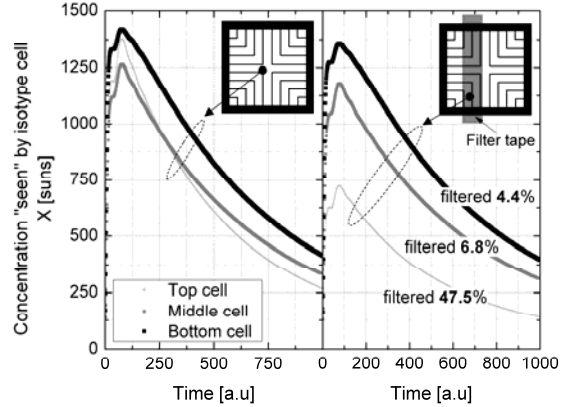 Concentration "seen" by isotype cell
X [suns]
1500
1250
1000
750
500
250
0
Top cell
Middle cell
Bottom cell
0 250 500 750
Time [a.u]
Filter tape
filtered 4.4%
filtered 6.8%
filtered 47.5%
0 200 400 600 800 1000
Time [a.u]